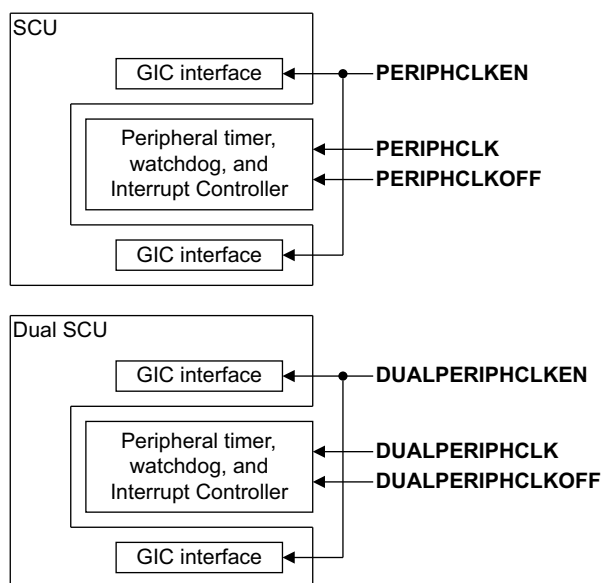 SCU
GIC interface
PERIPHCLKEN
Peripheral timer,
watchdog, and
Interrupt Controller
PERIPHCLK
PERIPHCLKOFF
GIC interface
Dual SCU
GIC interface
DUALPERIPHCLKEN
Peripheral timer,
watchdog, and
Interrupt Controller
DUALPERIPHCLK
DUALPERIPHCLKOFF
GIC interface